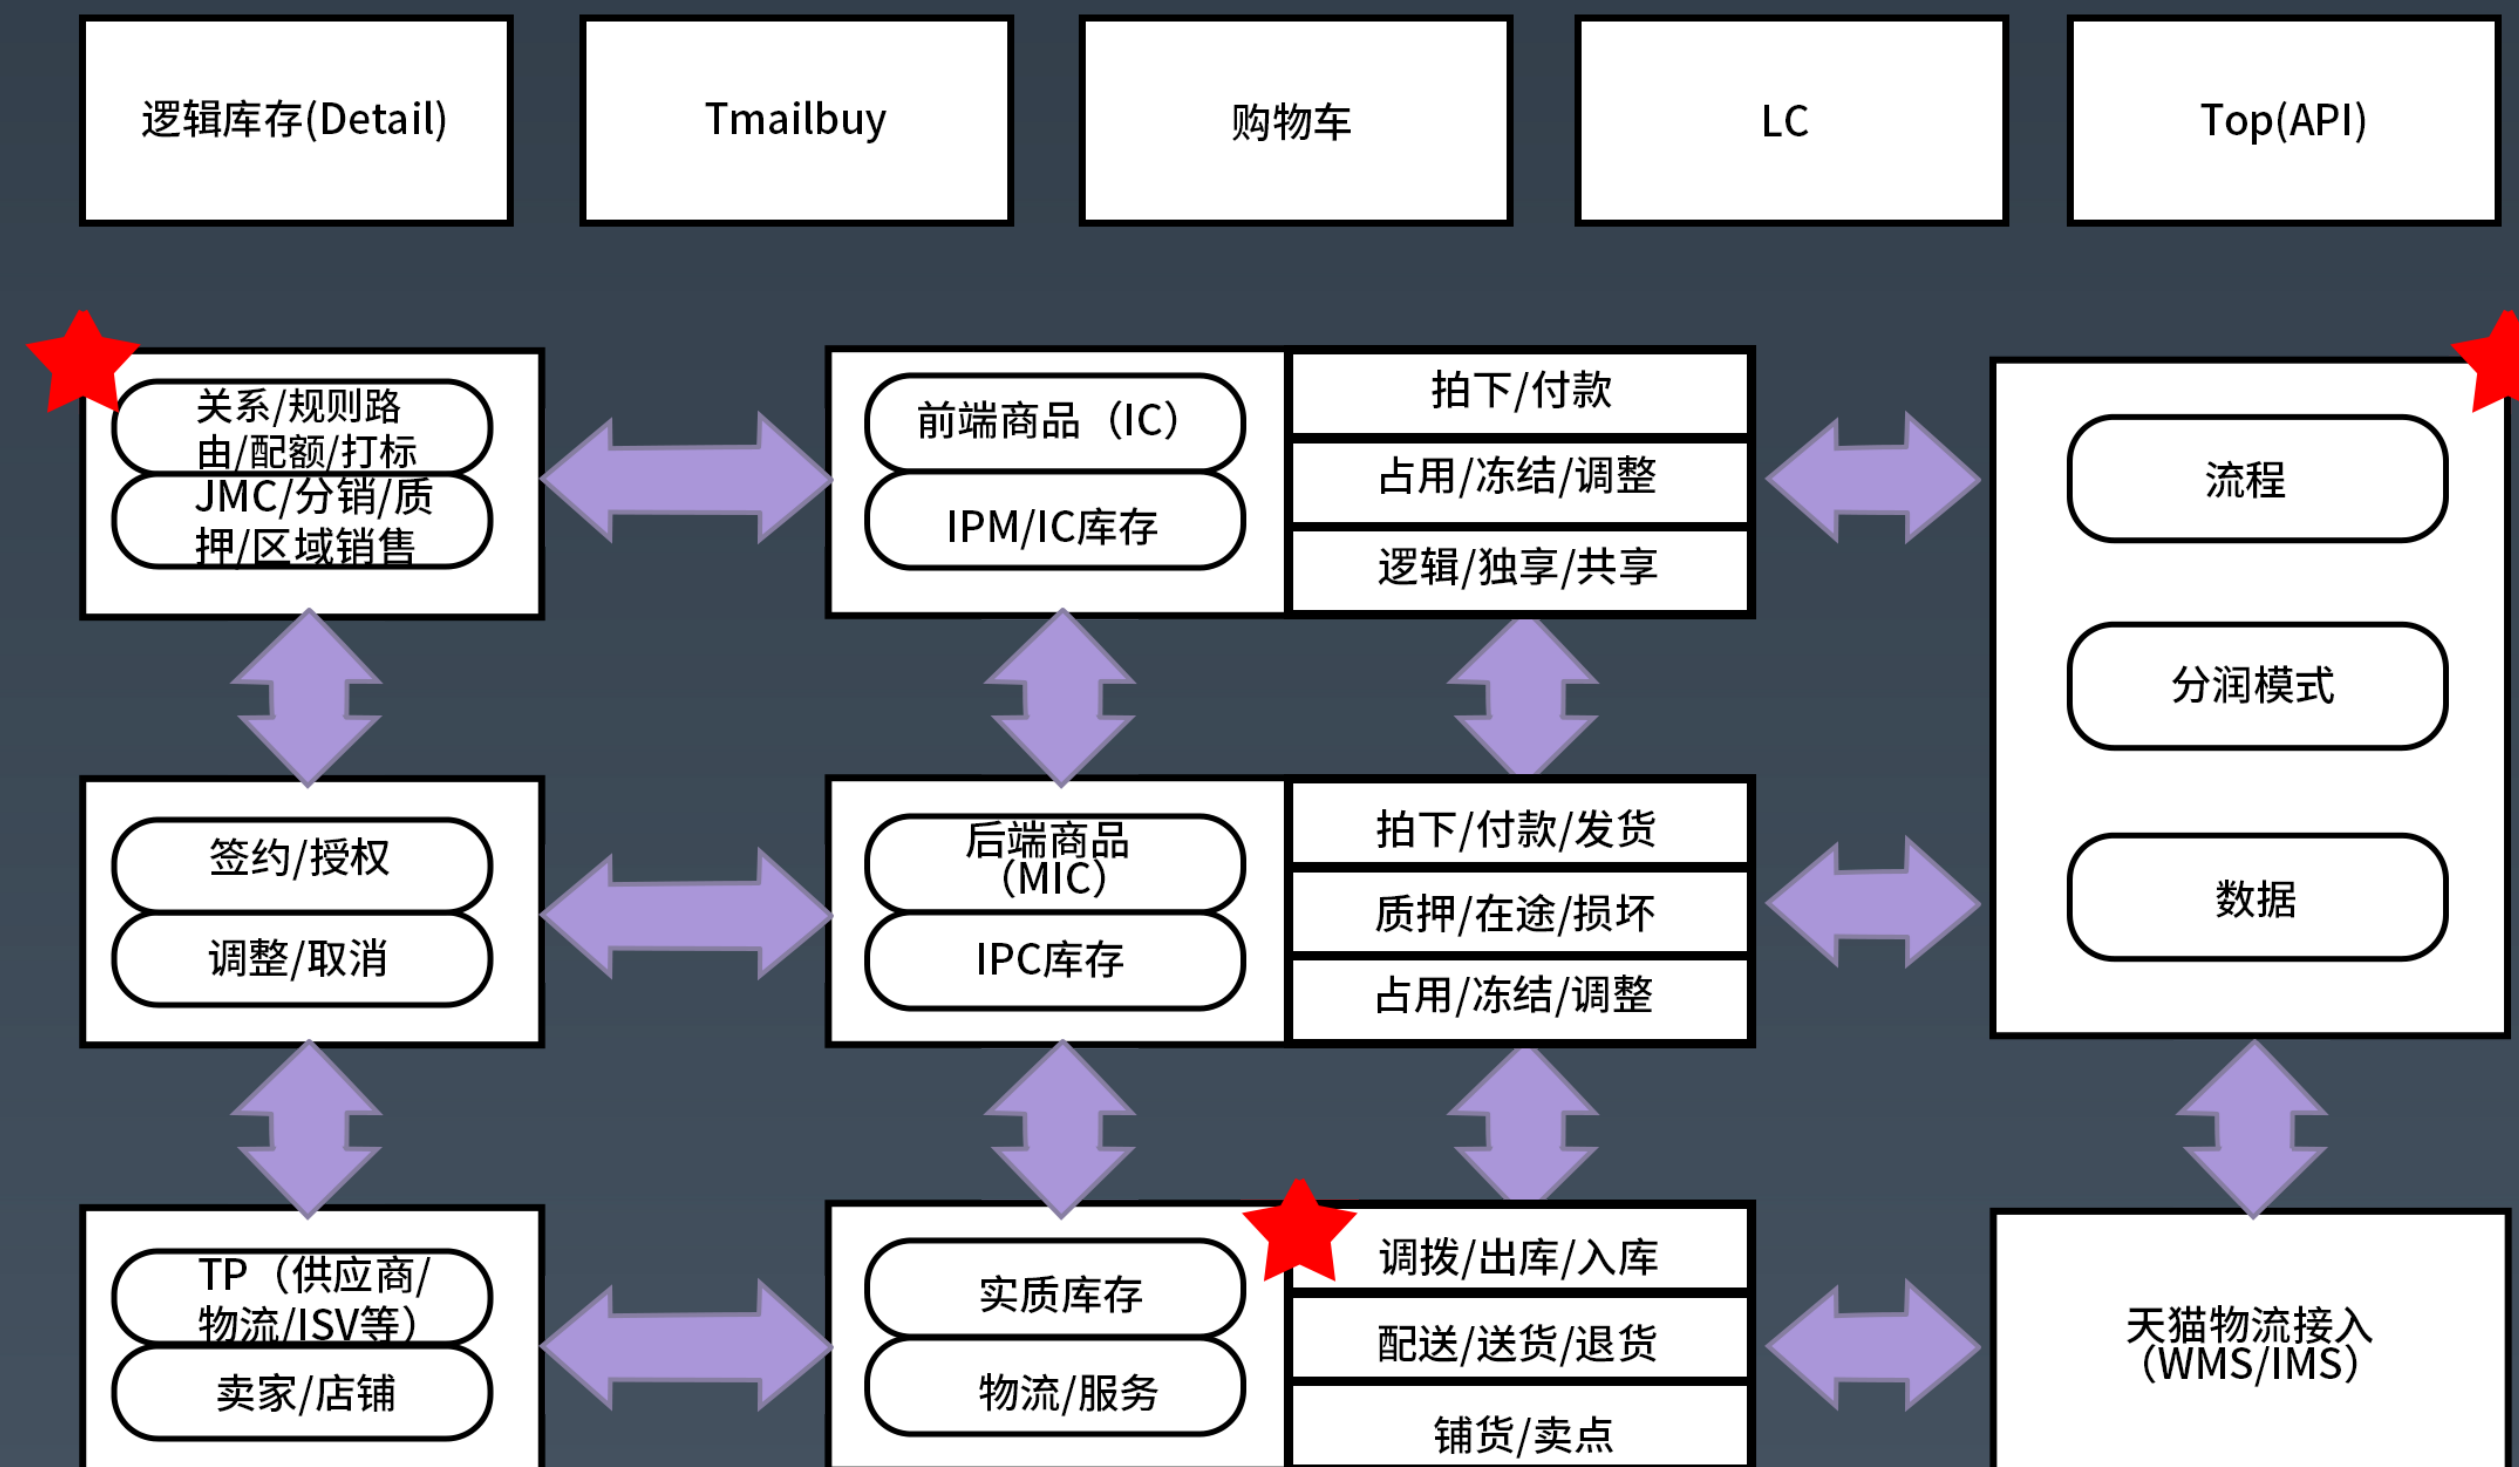 逻辑库存(Detail)
Tmailbuy
购物车
LC
Top(API)
关系/规则路
由/配额/打标
JMC/分销/质
押/区域销售
前端商品（IC）
IPM/IC库存
拍下/付款
占用/冻结/调整
逻辑/独享/共享
流程
分润模式
数据
签约/授权
调整/取消
后端商品
（MIC）
IPC库存
拍下/付款/发货
质押/在途/损坏
占用/冻结/调整
TP（供应商/
物流/ISV等）
卖家/店铺
实质库存
物流/服务
调拨/出库/入库
配送/送货/退货
铺货/卖点
天猫物流接入
（WMS/IMS）